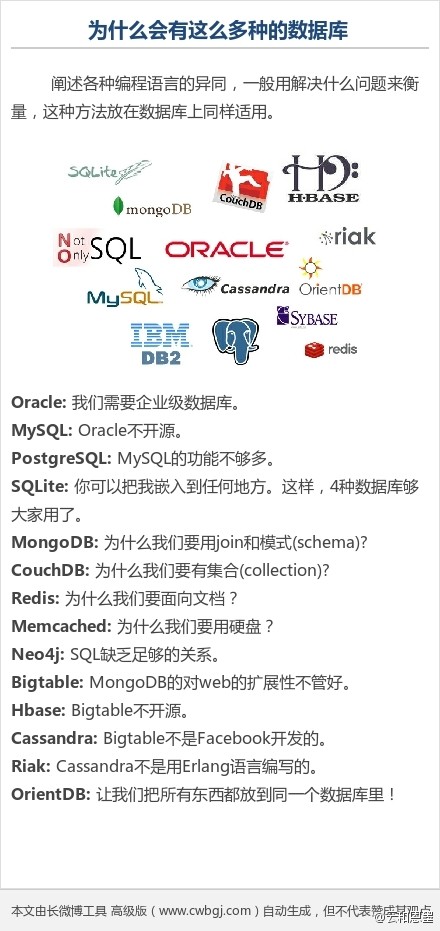 为什么会有这么多种的数据库
阐述各种编程语言的异同，一般用解决什么问题来衡
量，这种方法放在数据库上同样适用。
SQLite
mongoDB
CouchDB
HBASE
Not Only SQL
ORACLE
riak
MySQL
Cassandra
OrientDB
IBM
DB2
SYBASE
redis
Oracle: 我们需要企业级数据库。
MySQL: Oracle不开源。
PostgreSQL: MySQL的功能不够多。
SQLite: 你可以把我嵌入到任何地方。这样，4种数据库够
大家用了。
MongoDB: 为什么我们要用join和模式(schema)?
CouchDB: 为什么我们要有集合(collection)?
Redis: 为什么我们要面向文档？
Memcached: 为什么我们要用硬盘？
Neo4j: SQL缺乏足够的关系。
Bigtable: MongoDB的对web的扩展性不管好。
Hbase: Bigtable不开源。
Cassandra: Bigtable不是Facebook开发的。
Riak: Cassandra不是用Erlang语言编写的。
OrientDB: 让我们把所有东西都放到同一个数据库里！
本文由长微博工具 高级版（www.cwbgj.com）自动生成，但不代表赞成其观点
@云和恩墨